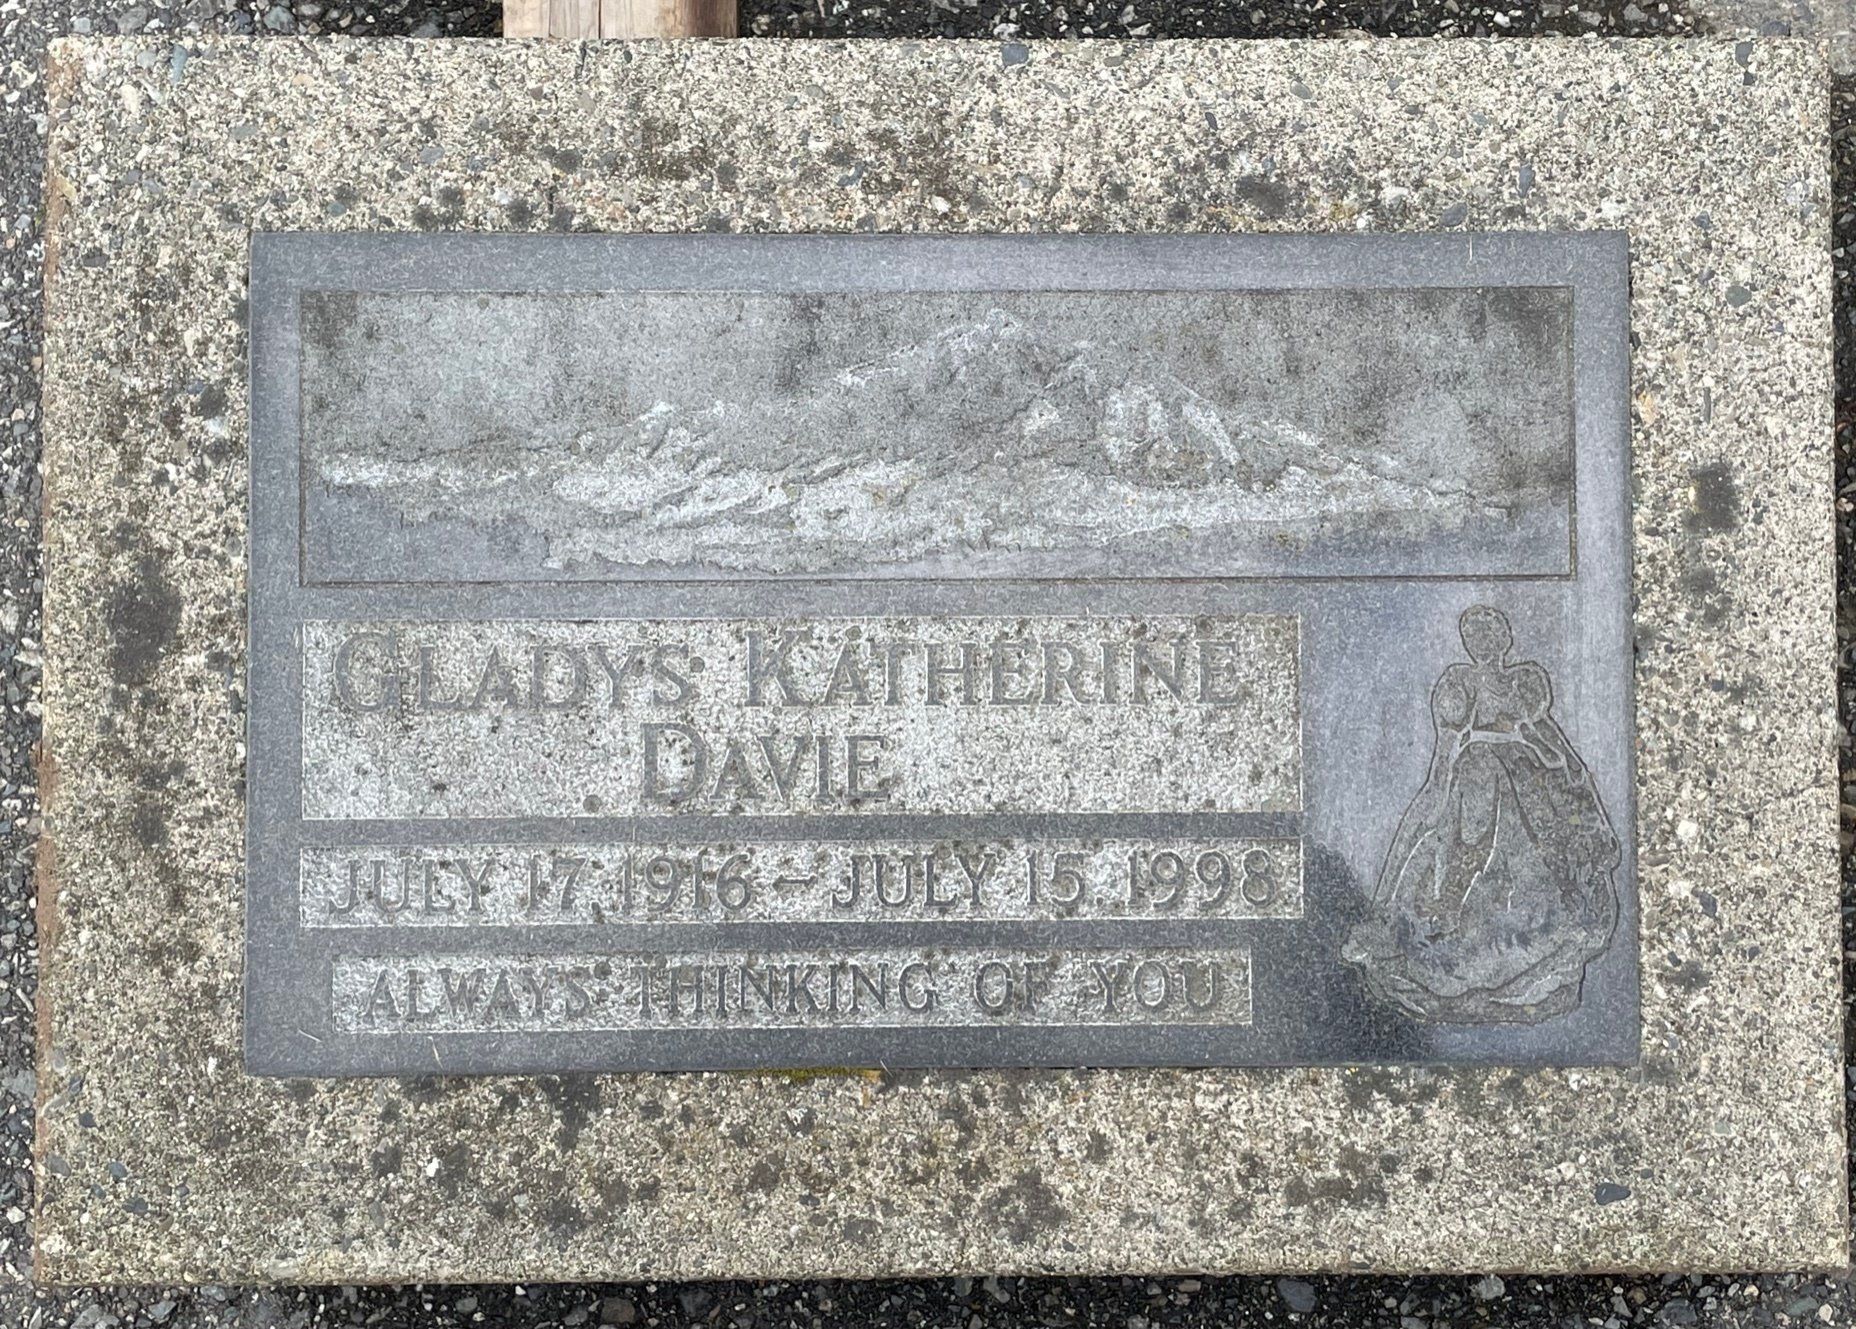 GLADYS KATHERINE
DAVIE
JULY 17, 1916 – JULY 15, 1998
ALWAYS THINKING OF YOU